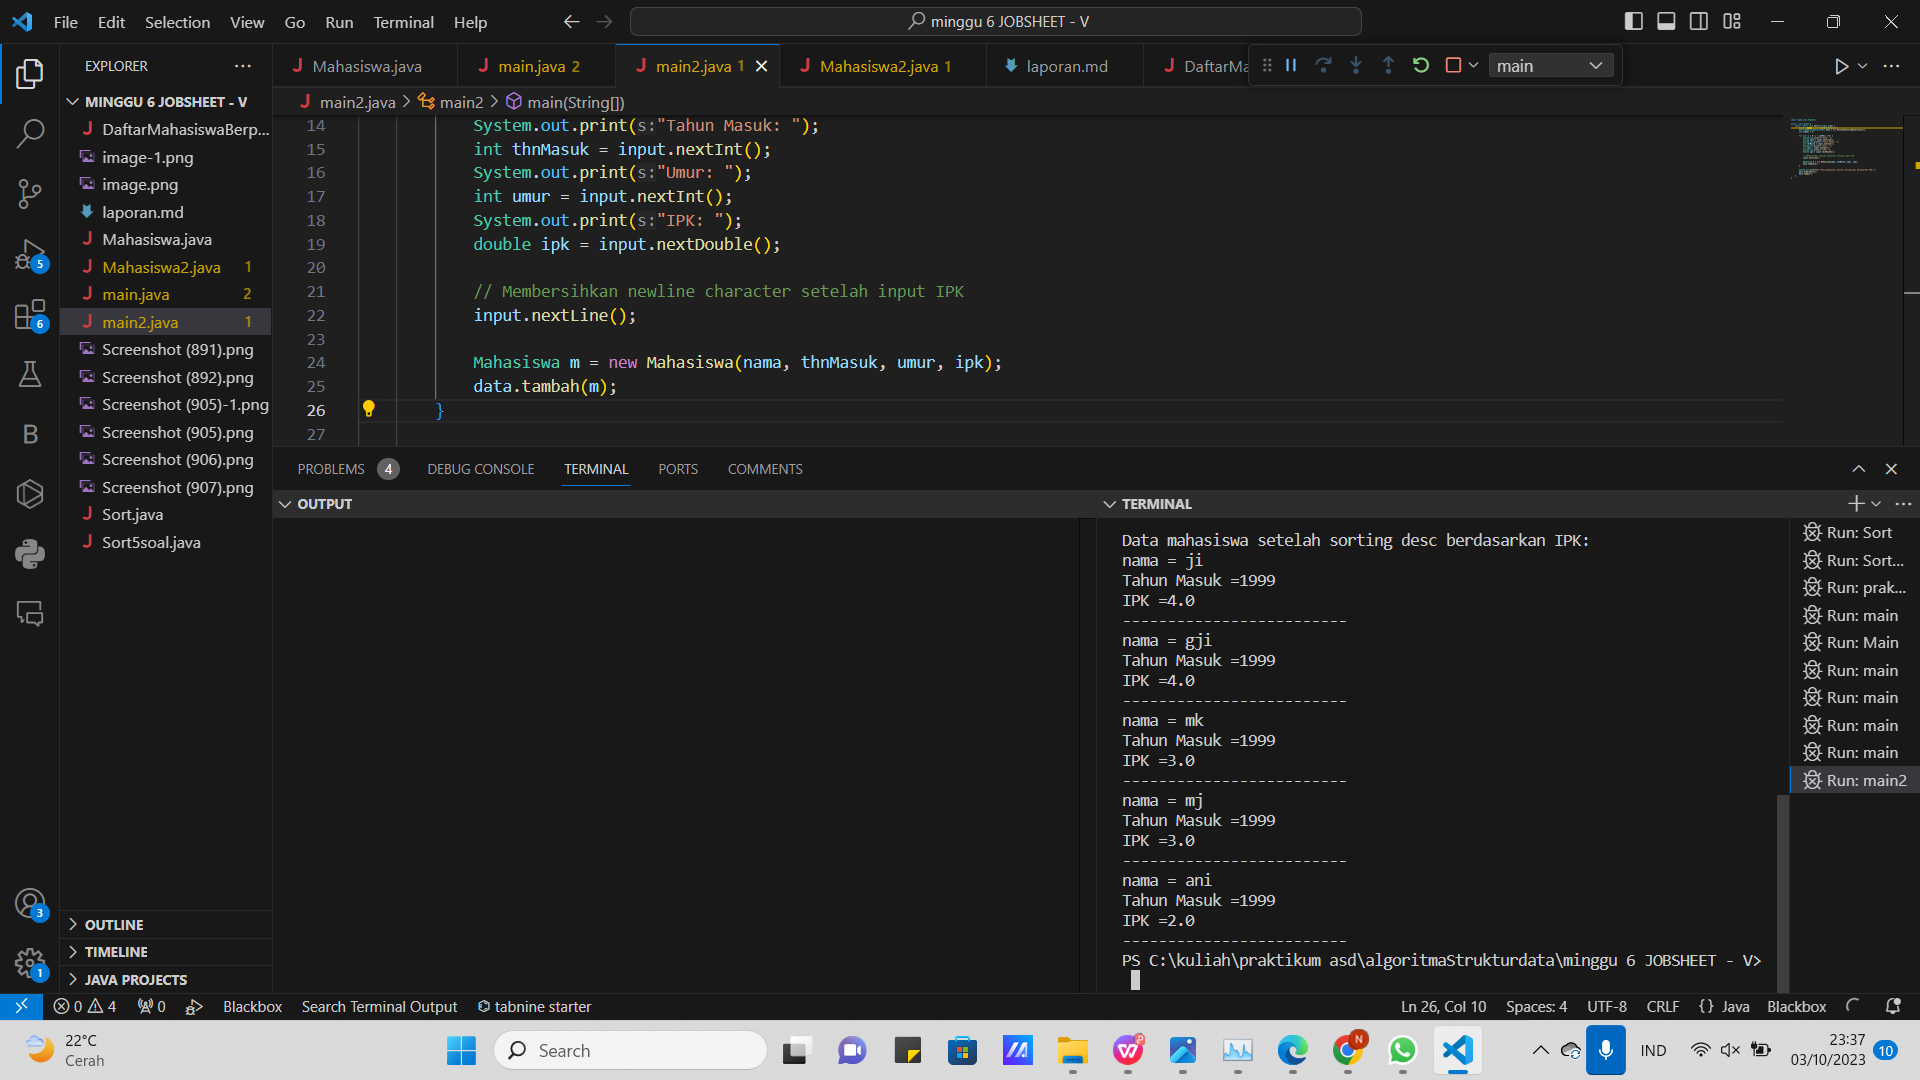 File Edit Selection View Go Run Terminal Help
minggu 6 JOBSHEET - V
EXPLORER
Mahasiswa.java
main.java 2
main2.java 1
Mahasiswa2.java 1
laporan.md
DaftarMa
main
MINGGU 6 JOBSHEET - V
main2.java > main2 > main(String[])
DaftarMahasiswaBerp...
image-1.png
image.png
laporan.md
Mahasiswa.java
Mahasiswa2.java 1
main.java 2
main2.java 1
Screenshot (891).png
Screenshot (892).png
Screenshot (905)-1.png
Screenshot (905).png
Screenshot (906).png
Screenshot (907).png
Sort.java
Sort5soal.java
OUTLINE
TIMELINE
JAVA PROJECTS
5
6
B
3
1
14 System.out.print(s:"Tahun Masuk: ");
15 int thnMasuk = input.nextInt();
16 System.out.print(s:"Umur: ");
17 int umur = input.nextInt();
18 System.out.print(s:"IPK: ");
19 double ipk = input.nextDouble();
20
21 // Membersihkan newline character setelah input IPK
22 input.nextLine();
23
24 Mahasiswa m = new Mahasiswa(nama, thnMasuk, umur, ipk);
25 data.tambah(m);
26 }
27
PROBLEMS 4 DEBUG CONSOLE TERMINAL PORTS COMMENTS
OUTPUT
TERMINAL
Data mahasiswa setelah sorting desc berdasarkan IPK:
nama = ji
Tahun Masuk =1999
IPK =4.0
-------------------------
nama = gji
Tahun Masuk =1999
IPK =4.0
-------------------------
nama = mk
Tahun Masuk =1999
IPK =3.0
-------------------------
nama = mj
Tahun Masuk =1999
IPK =3.0
-------------------------
nama = ani
Tahun Masuk =1999
IPK =2.0
-------------------------
PS C:\kuliah\praktikum asd\algoritmaStrukturdata\minggu 6 JOBSHEET - V>
Run: Sort
Run: Sort...
Run: prak...
Run: main
Run: Main
Run: main
Run: main
Run: main
Run: main
Run: main2
0 4 0 Blackbox Search Terminal Output tabnine starter
Ln 26, Col 10 Spaces: 4 UTF-8 CRLF {} Java Blackbox
22°C
Cerah
Search
IND
23:37
03/10/2023
10